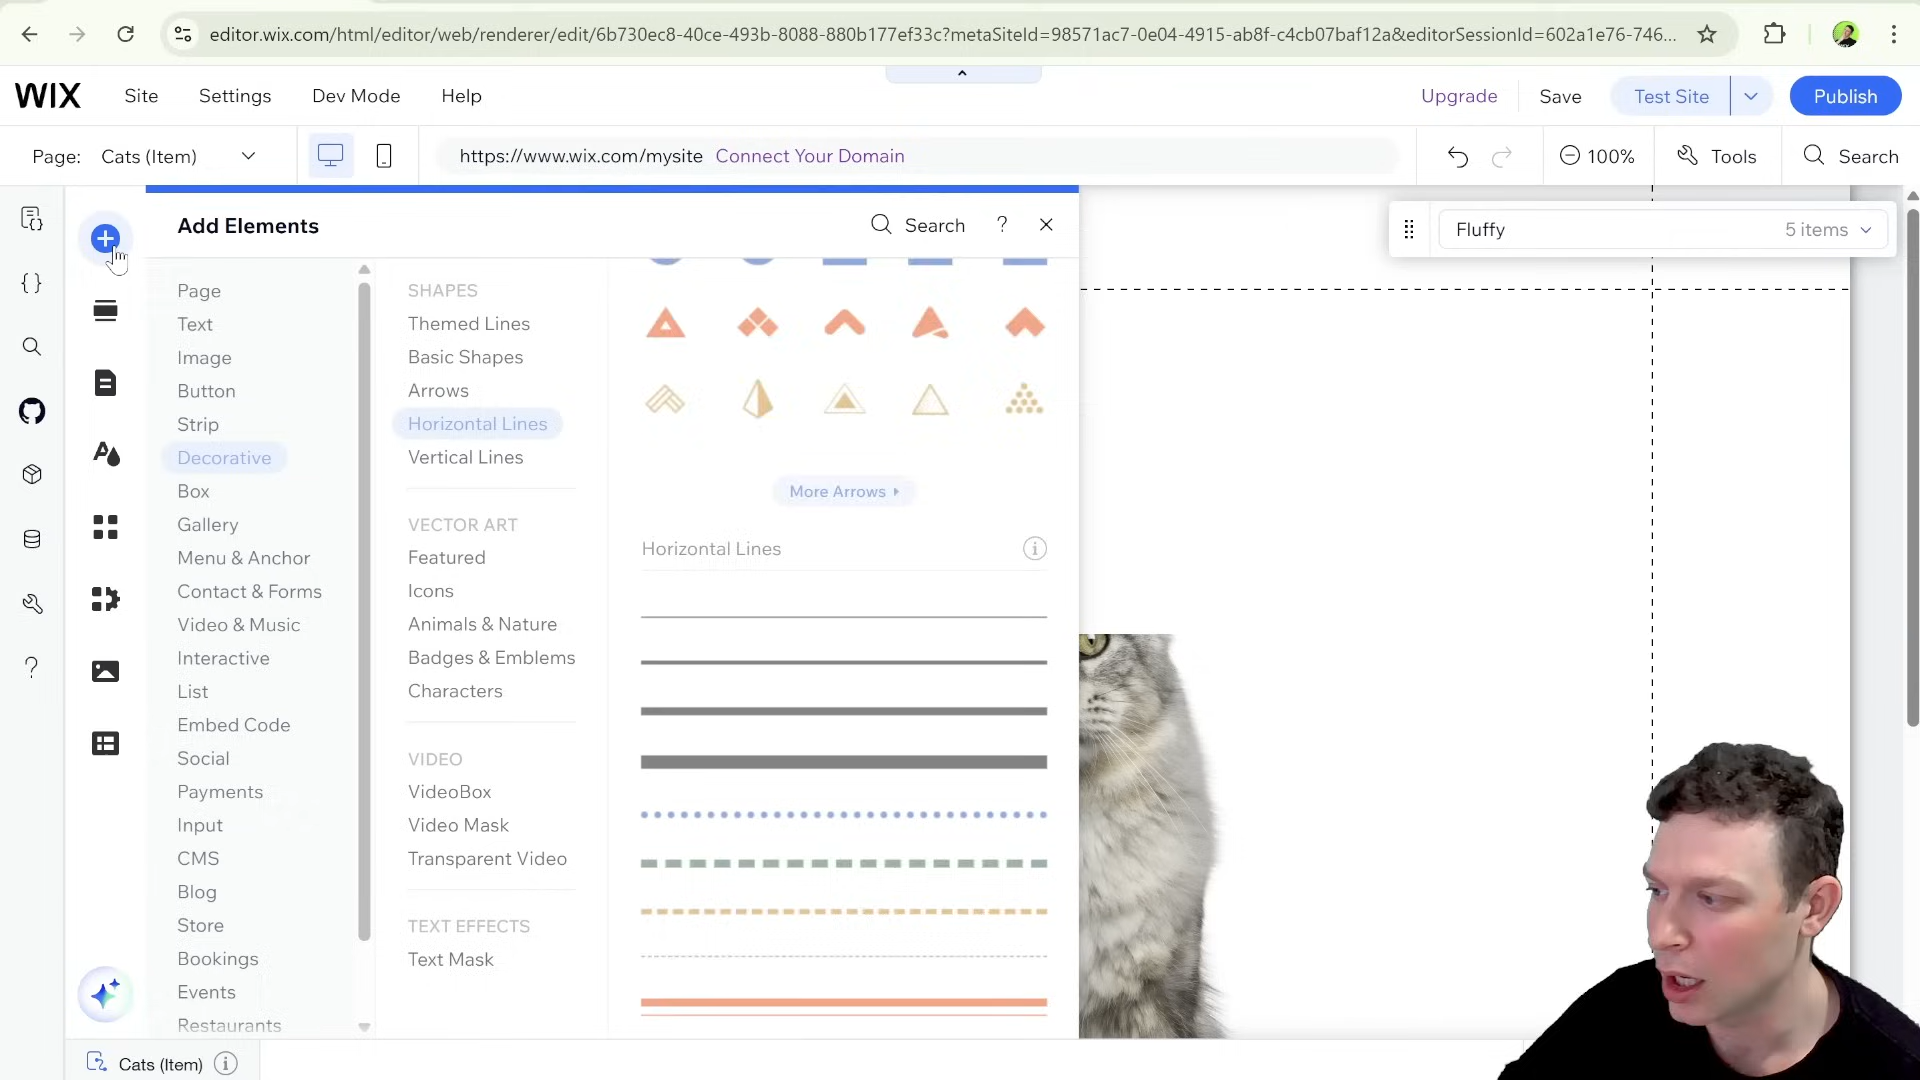 editor.wix.com/html/editor/web/renderer/edit/6b730ec8-40ce-493b-8088-880b177ef33c?metaSiteId=98571ac7-0e04-4915-ab8f-c4cb07baf12a&editorSessionId=602a1e76-746...
WIX
Site
Settings
Dev Mode
Help
Upgrade
Save
Test Site
Publish
Page: Cats (Item)
https://www.wix.com/mysite Connect Your Domain
100%
Tools
Search
Add Elements
Search
?
Fluffy
5 items
Page
Text
Image
Button
Strip
Decorative
Box
Gallery
Menu & Anchor
Contact & Forms
Video & Music
Interactive
List
Embed Code
Social
Payments
Input
CMS
Blog
Store
Bookings
Events
Restaurants
SHAPES
Themed Lines
Basic Shapes
Arrows
Horizontal Lines
Vertical Lines
VECTOR ART
Featured
Icons
Animals & Nature
Badges & Emblems
Characters
VIDEO
VideoBox
Video Mask
Transparent Video
TEXT EFFECTS
Text Mask
More Arrows
Horizontal Lines
Cats (Item)